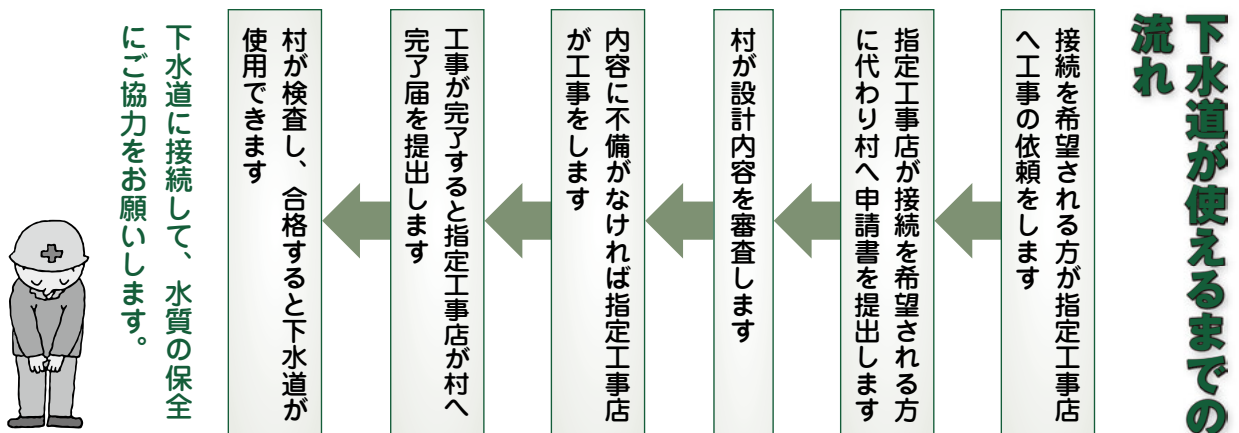 下水道が使えるまでの
流れ
接続を希望される方が指定工事店
へ工事の依頼をします
指定工事店が接続を希望される方
に代わり村へ申請書を提出します
村が設計内容を審査します
内容に不備がなければ指定工事店
が工事をします
工事が完了すると指定工事店が村へ
完了届を提出します
村が検査し、合格すると下水道が
使用できます
下水道に接続して、水質の保全
にご協力をお願いします。